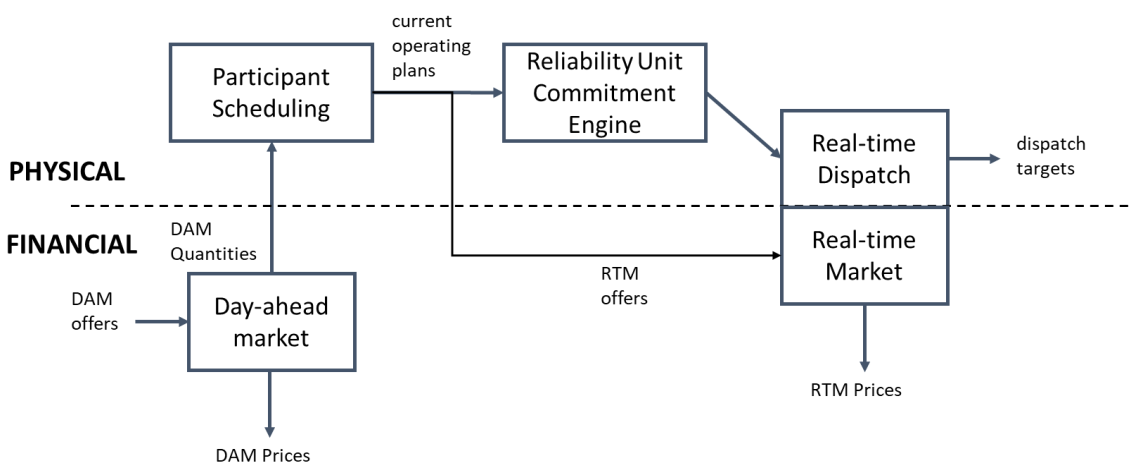 current
operating
plans
Participant
Scheduling
Reliability Unit
Commitment
Engine
Real-time
Dispatch
dispatch
targets
PHYSICAL
FINANCIAL
DAM
Quantities
Real-time
Market
DAM
offers
Day-ahead
market
RTM
offers
RTM Prices
DAM Prices